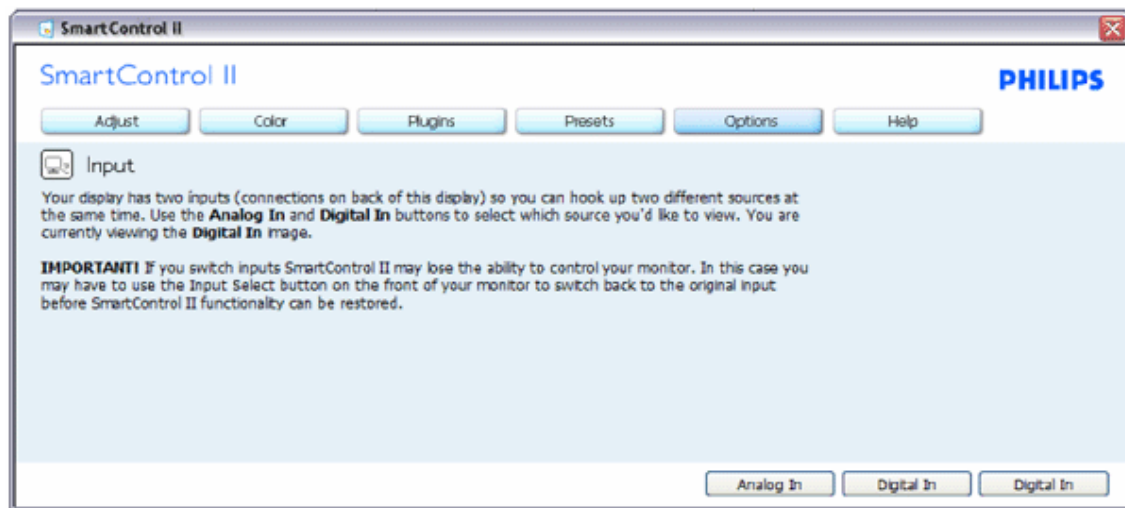 SmartControl II
SmartControl II
PHILIPS
Adjust Color Plugins Presets Options Help
Input
Your display has two inputs (connections on back of this display) so you can hook up two different sources at
the same time. Use the Analog In and Digital In buttons to select which source you'd like to view. You are
currently viewing the Digital In image.
IMPORTANT! If you switch inputs SmartControl II may lose the ability to control your monitor. In this case you
may have to use the Input Select button on the front of your monitor to switch back to the original input
before SmartControl II functionality can be restored.
Analog In Digital In Digital In